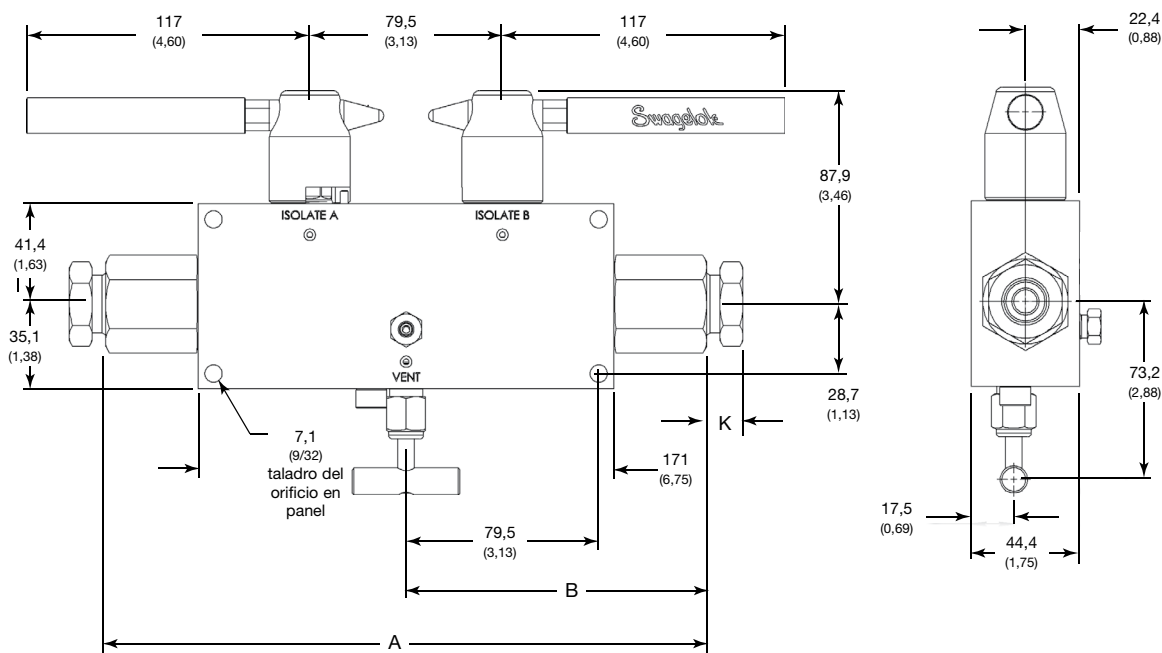 117
(4,60)
79,5
(3,13)
117
(4,60)
22,4
(0,88)
Swagelok
87,9
(3,46)
ISOLATE A
ISOLATE B
41,4
(1,63)
35,1
(1,38)
VENT
28,7
(1,13)
73,2
(2,88)
K
7,1
(9/32)
taladro del
orificio en
panel
171
(6,75)
17,5
(0,69)
79,5
(3,13)
44,4
(1,75)
B
A